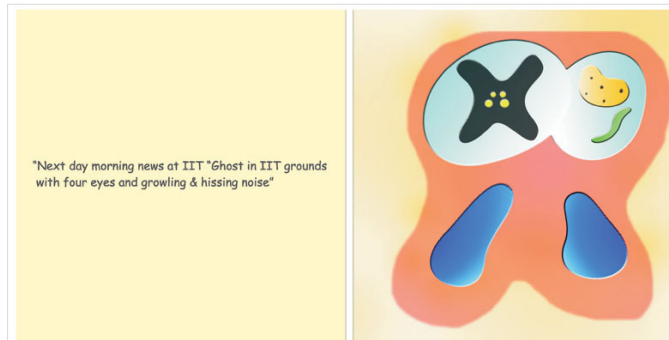 “Next day morning news at IIT “Ghost in IIT grounds
with four eyes and growling & hissing noise”